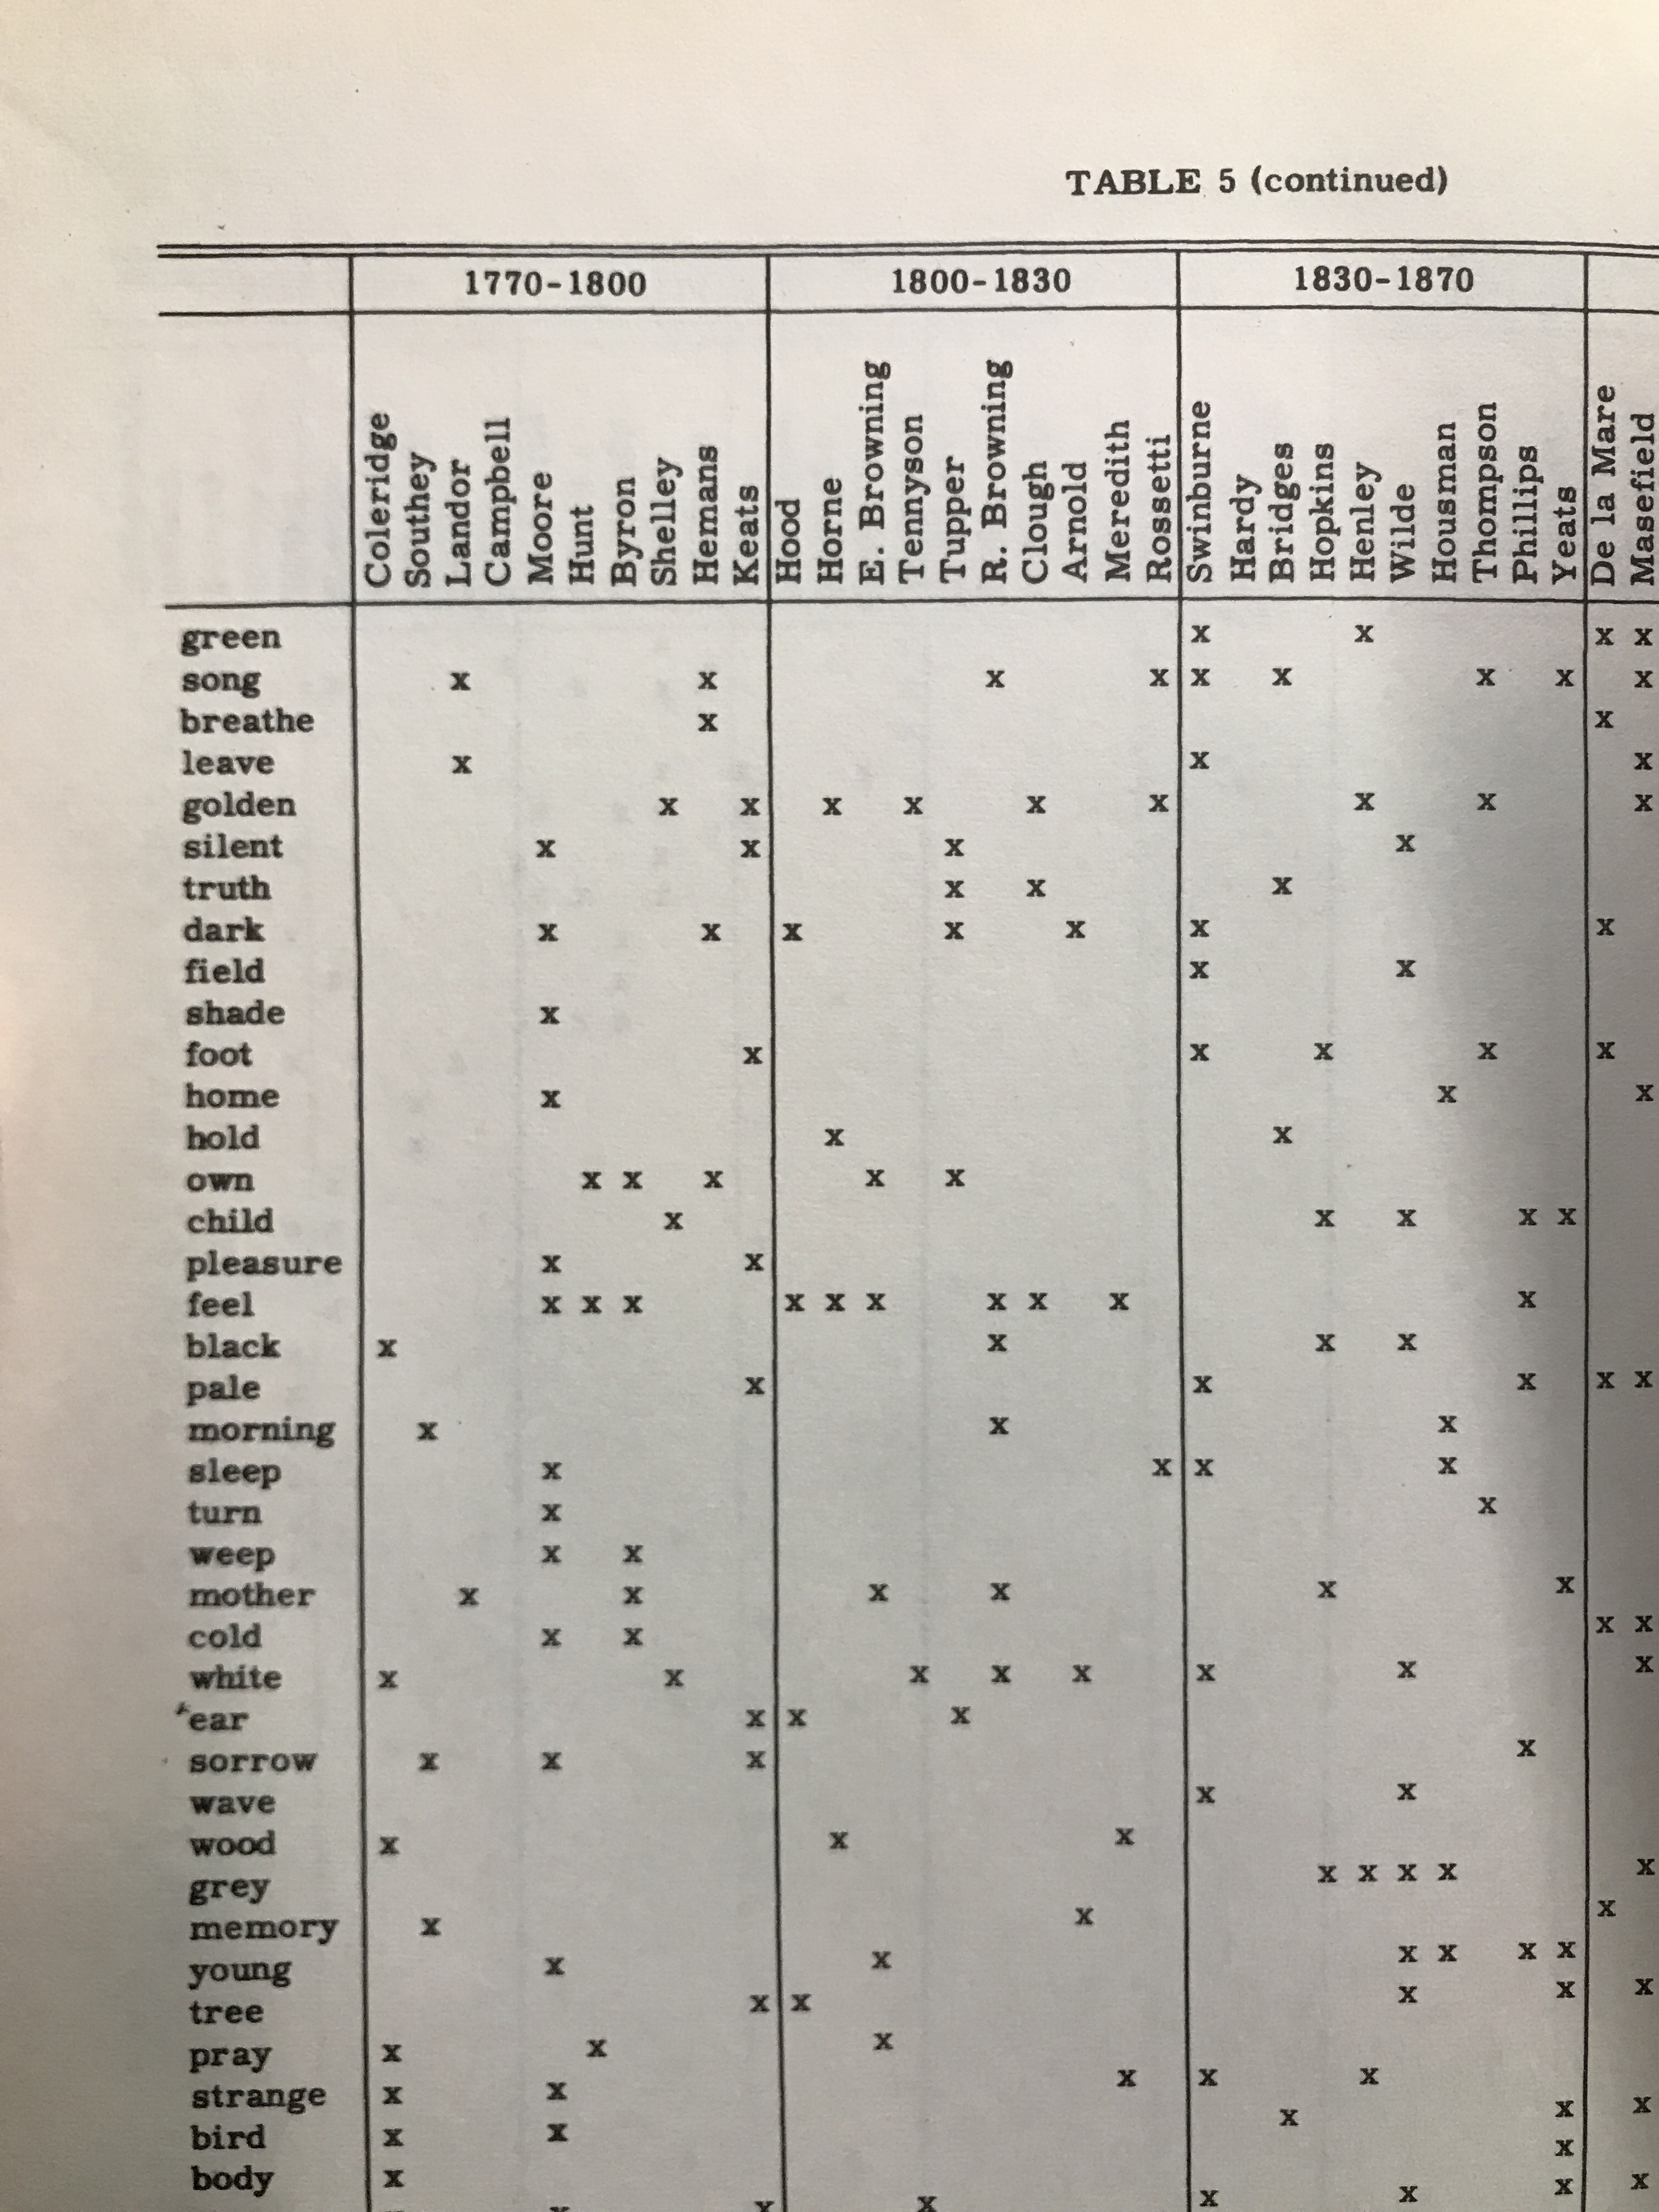 TABLE 5 (continued)
1770-1800 1800-1830 1830-1870
Coleridge Southey Landor Campbell Moore Hunt Byron Shelley Hemans Keats Hood Horne E. Browning Tennyson Tupper R. Browning Clough Arnold Meredith Rossetti Swinburne Hardy Bridges Hopkins Henley Wilde Housman Thompson Phillips Yeats De la Mare Masefield
green x x x x
song x x x x x x x x x
breathe x x
leave x x x
golden x x x x x x x x x
silent x x x x
truth x x x
dark x x x x x x x
field x x
shade x
foot x x x x x
home x x x
hold x x
own x x x x x
child x x x x x
pleasure x x
feel x x x x x x x x x x
black x x x x
pale x x x x x
morning x x x
sleep x x x x
turn x x
weep x x
mother x x x x x x
cold x x x x
white x x x x x x x x
ear x x x
sorrow x x x x
wave x x
wood x x x
grey x x x x x
memory x x x
young x x x x x x
tree x x x x x
pray x x x
strange x x x x x
bird x x x x x
body x x
x x x x x x x